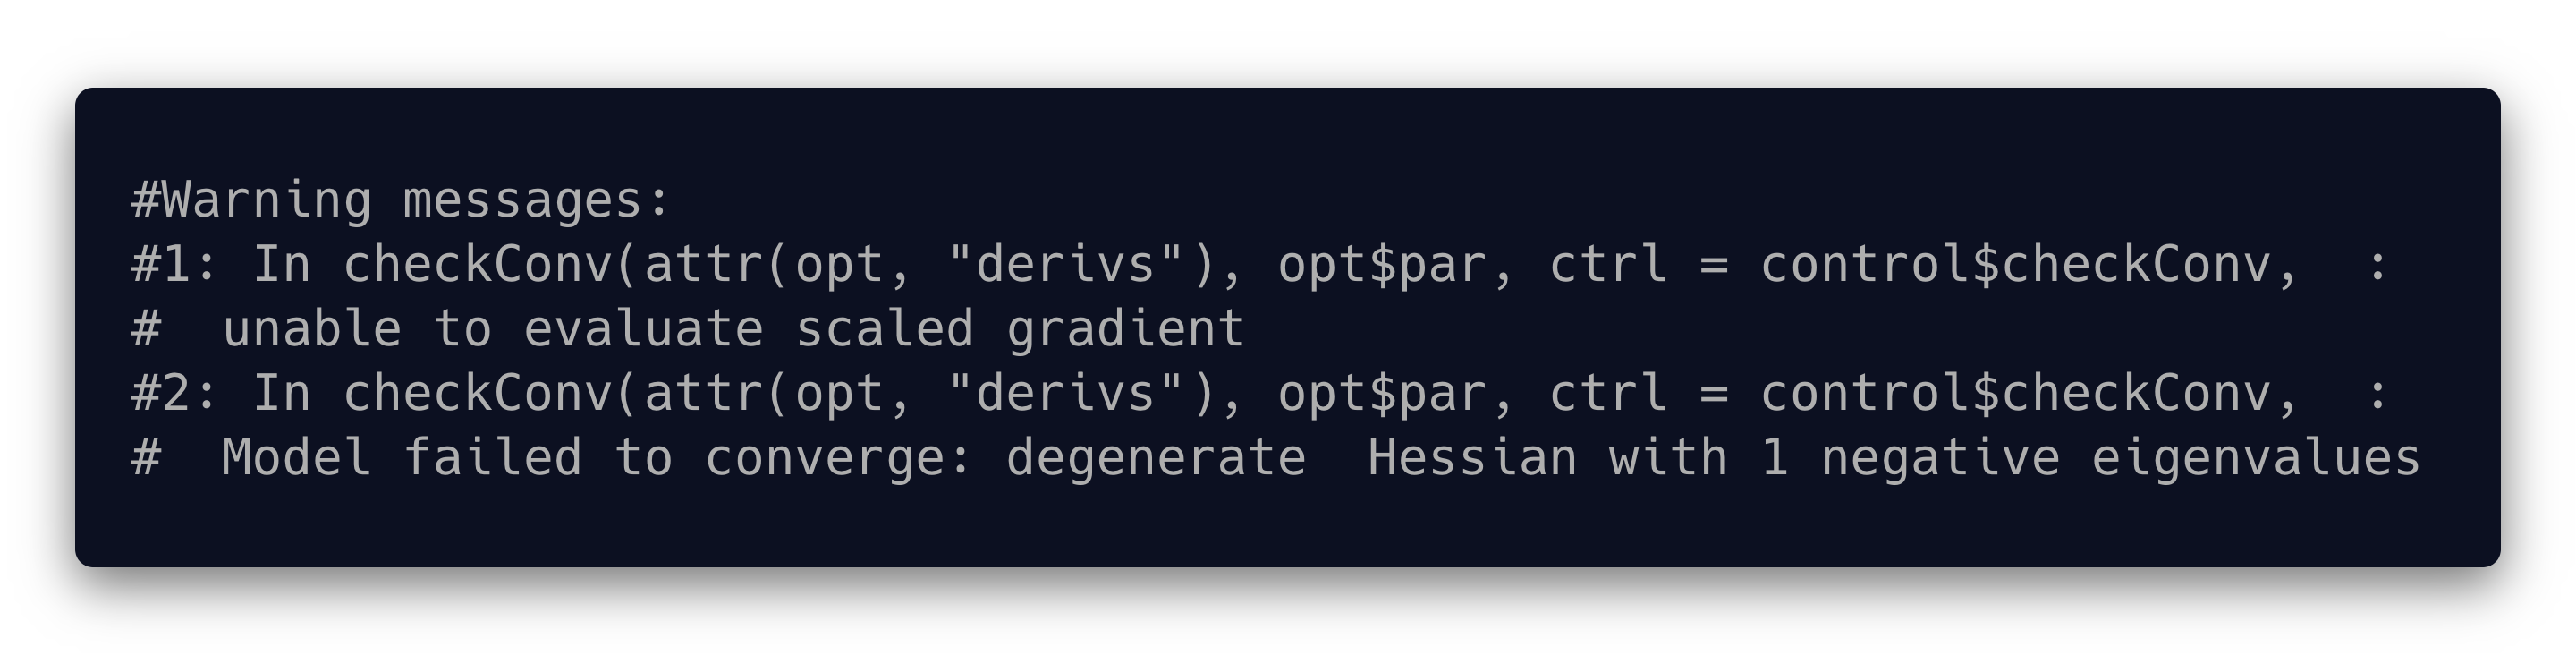 #Warning messages:
#1: In checkConv(attr(opt, "derivs"), opt$par, ctrl = control$checkConv,  :
#  unable to evaluate scaled gradient
#2: In checkConv(attr(opt, "derivs"), opt$par, ctrl = control$checkConv,  :
#  Model failed to converge: degenerate  Hessian with 1 negative eigenvalues